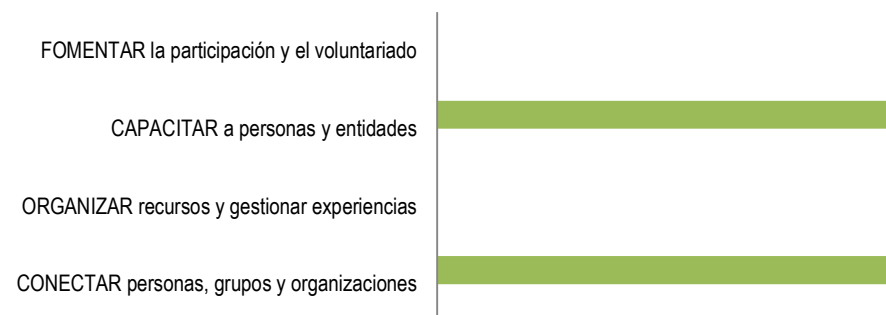 FOMENTAR la participación y el voluntariado
CAPACITAR a personas y entidades
ORGANIZAR recursos y gestionar experiencias
CONECTAR personas, grupos y organizaciones